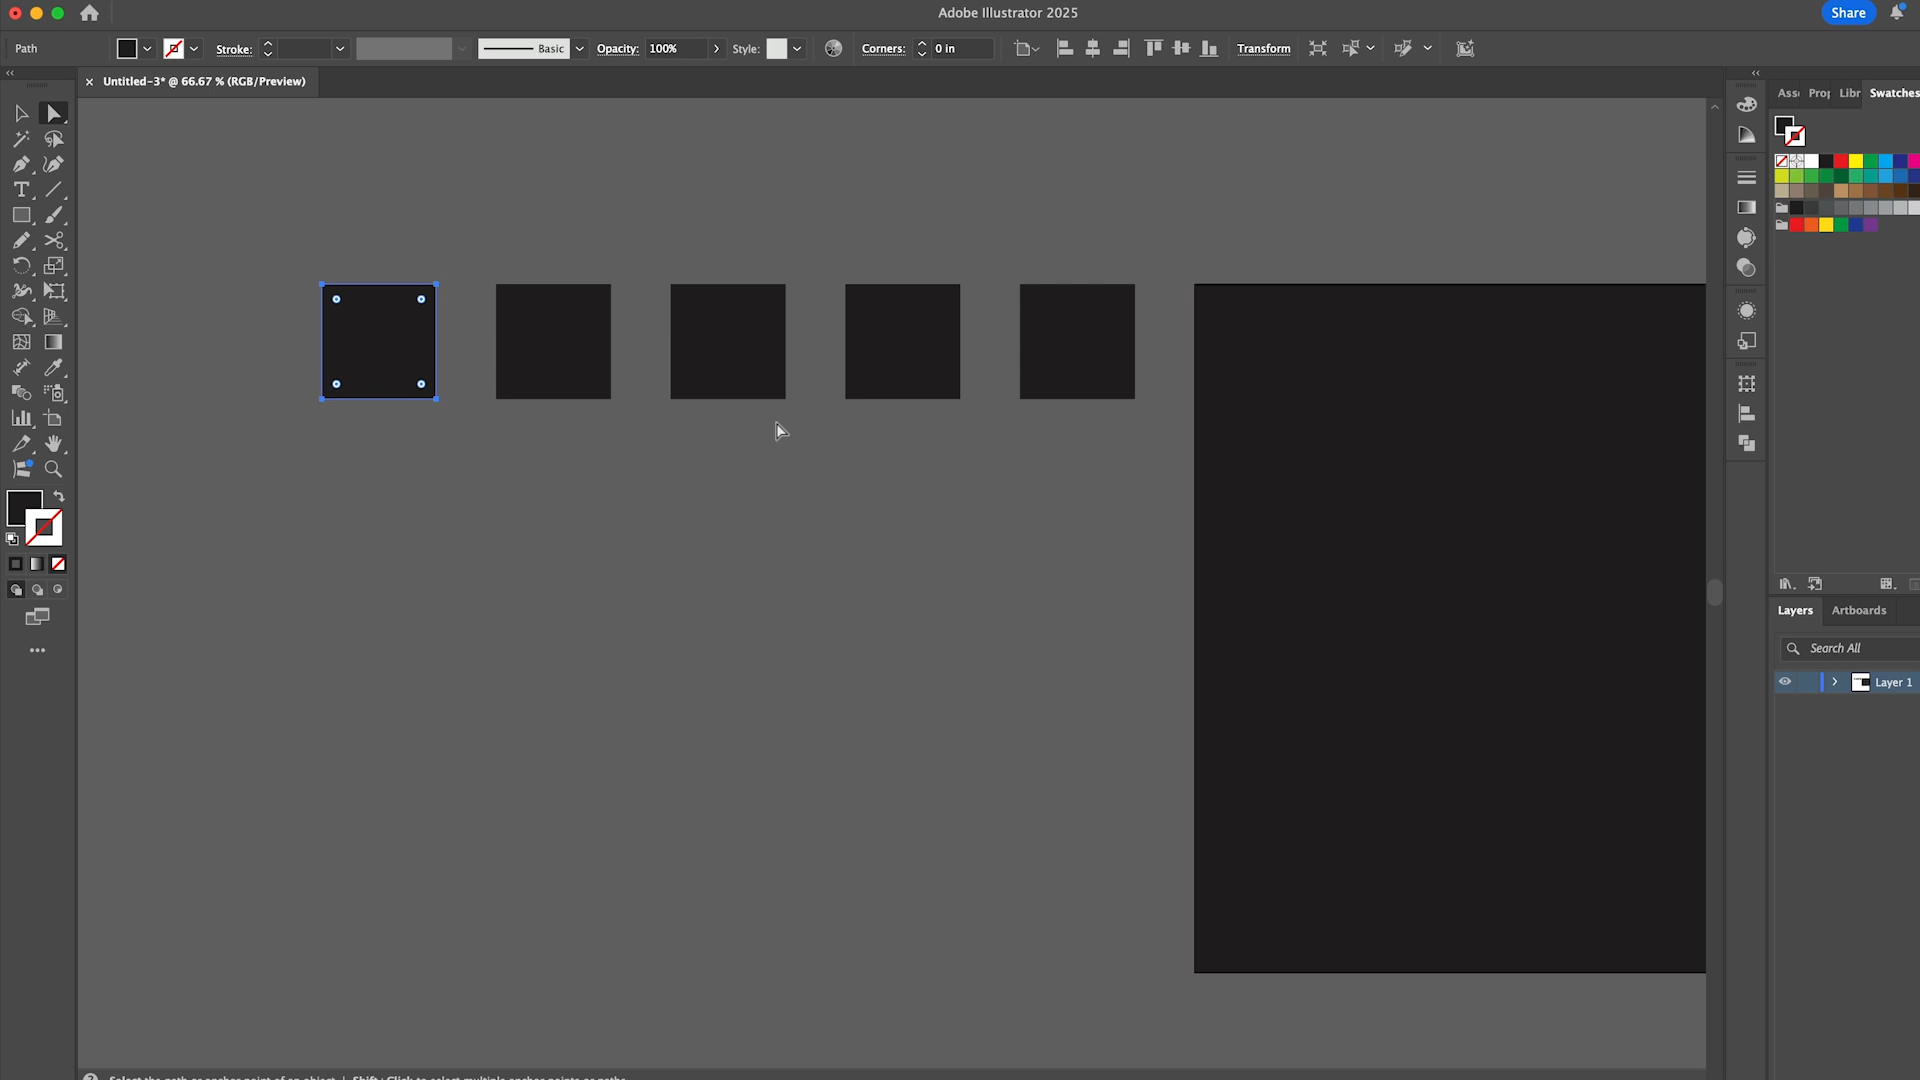 Adobe Illustrator 2025
Share
Path
Stroke:
Basic
Opacity: 100%
Style:
Corners: 0 in
Transform
× Untitled-3* @ 66.67 % (RGB/Preview)
Swatches
Layers
Artboards
Search All
Layer 1